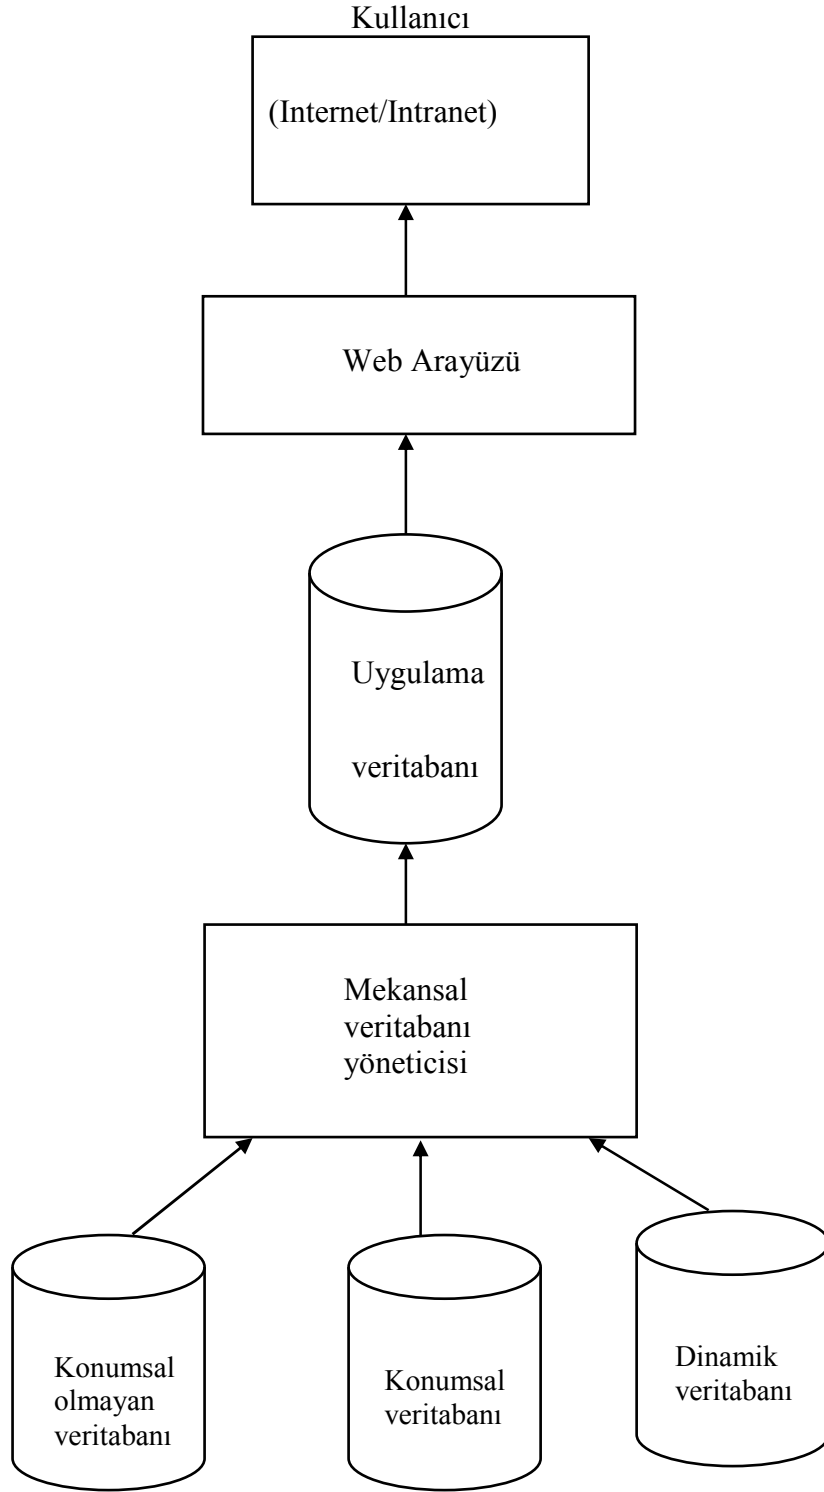 Kullanıcı
(Internet/Intranet)
Web Arayüzü
Uygulama
veritabanı
Mekansal
veritabanı
yöneticisi
Konumsal
olmayan
veritabanı
Konumsal
veritabanı
Dinamik
veritabanı